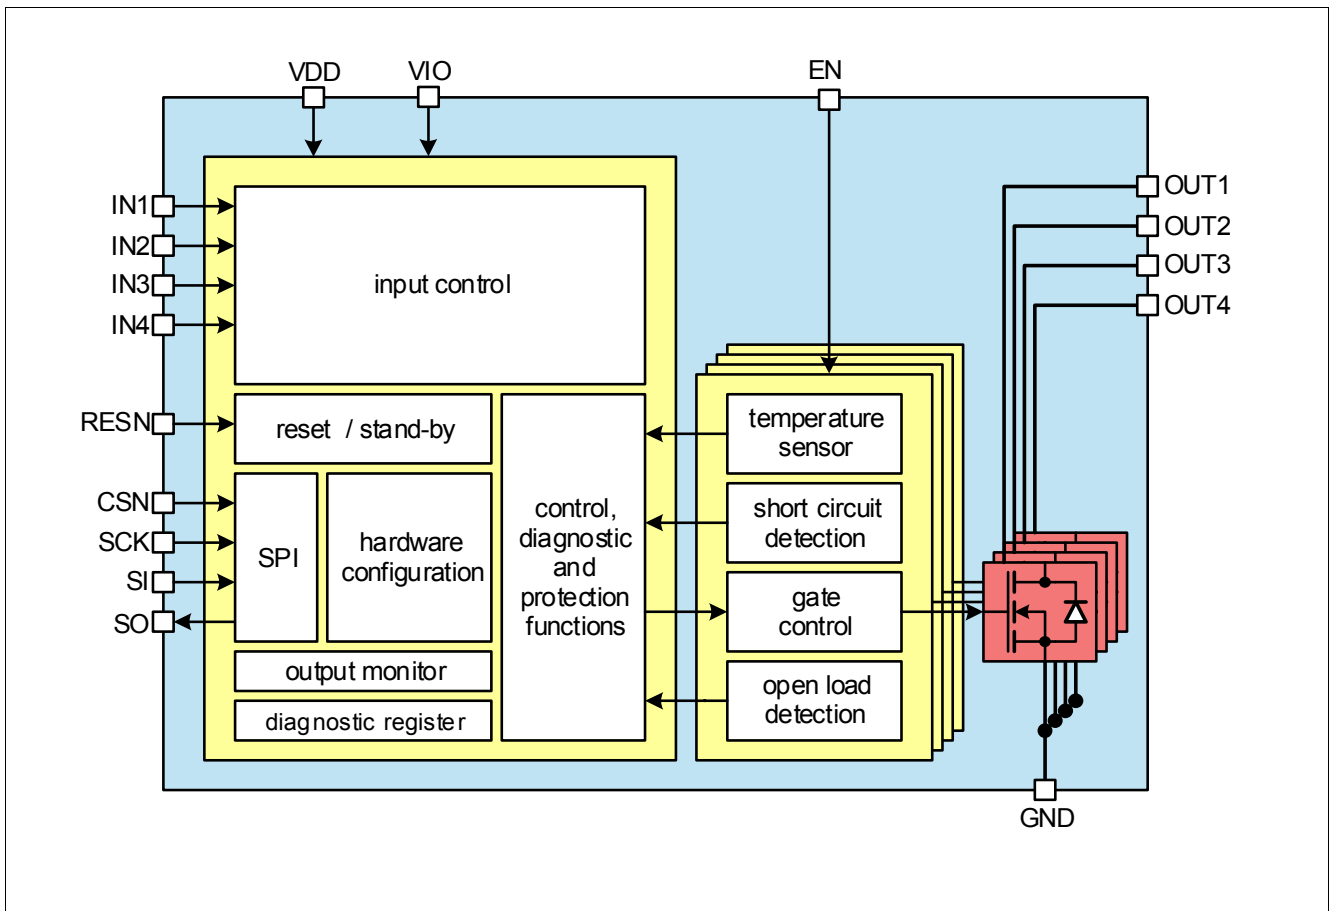 VDD
VIO
EN
IN1
IN2
IN3
IN4
input control
OUT1
OUT2
OUT3
OUT4
RESN
reset / stand-by
CSN
SCK
SI
SO
SPI
hardware
configuration
output monitor
diagnostic register
control,
diagnostic
and
protection
functions
temperature
sensor
short circuit
detection
gate
control
open load
detection
GND